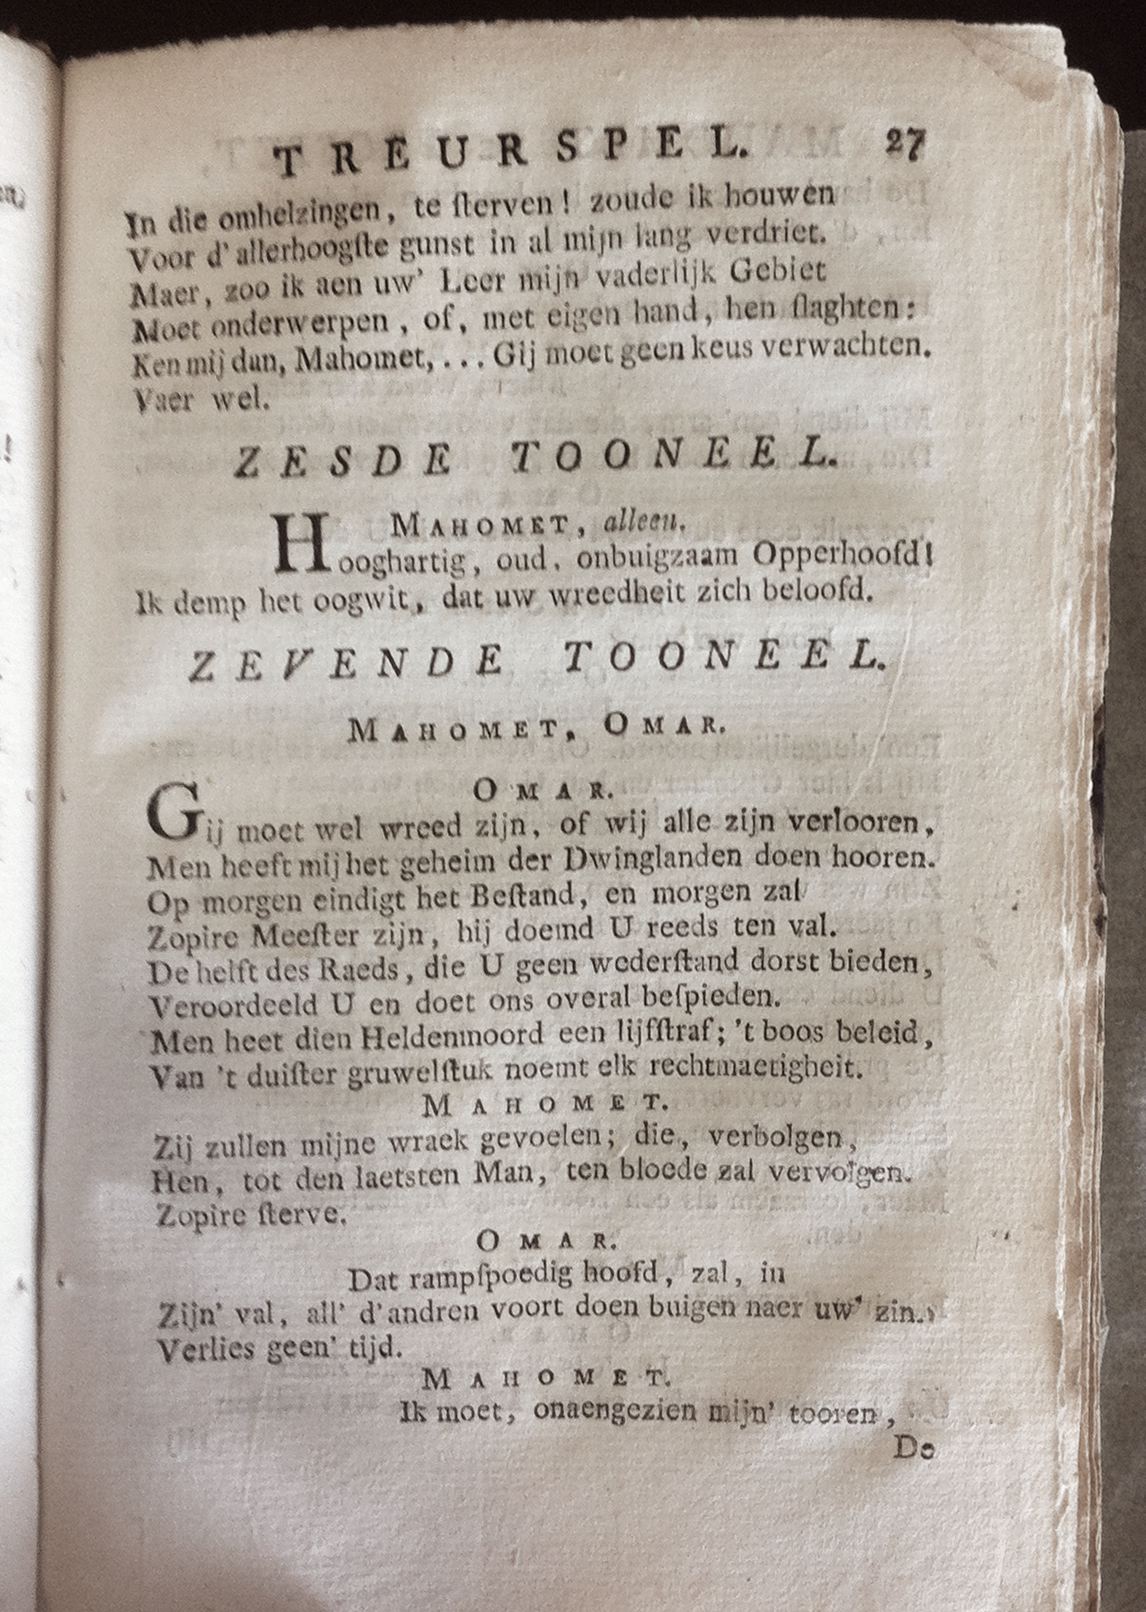 TREURSPEL. 27
In die omhelzingen, te ſterven! zoude ik houwen
Voor d'allerhoogſte gunst in al mijn lang verdriet.
Maer, zoo ik aen uw' Leer mijn vaderlijk Gebiet
Moet onderwerpen, of, met eigen hand, hen ſlaghten:
Ken mij dan, Mahomet, ... Gij moet geen keus verwachten.
Vaer wel.
ZESDE TOONEEL.
MAHOMET, alleen.
Hooghartig, oud, onbuigzaam Opperhoofd!
Ik demp het oogwit, dat uw wreedheit zich beloofd.
ZEVENDE TOONEEL.
MAHOMET, OMAR.
OMAR.
Gij moet wel wreed zijn, of wij alle zijn verlooren,
Men heeft mij het geheim der Dwinglanden doen hooren.
Op morgen eindigt het Beſtand, en morgen zal
Zopire Meeſter zijn, hij doemd U reeds ten val.
De helft des Raeds, die U geen wederſtand dorst bieden,
Veroordeeld U en doet ons overal beſpieden.
Men heet dien Heldenmoord een lijfſtraf; 't boos beleid,
Van 't duiſter gruwelſtuk noemt elk rechtmaetigheit.
MAHOMET.
Zij zullen mijne wraek gevoelen; die, verbolgen,
Hen, tot den laetsten Man, ten bloede zal vervolgen.
Zopire ſterve.
OMAR.
Dat rampſpoedig hoofd, zal, in
Zijn' val, all' d'andren voort doen buigen naer uw' zin.
Verlies geen' tijd.
MAHOMET.
Ik moet, onaengezien mijn' tooren,
De